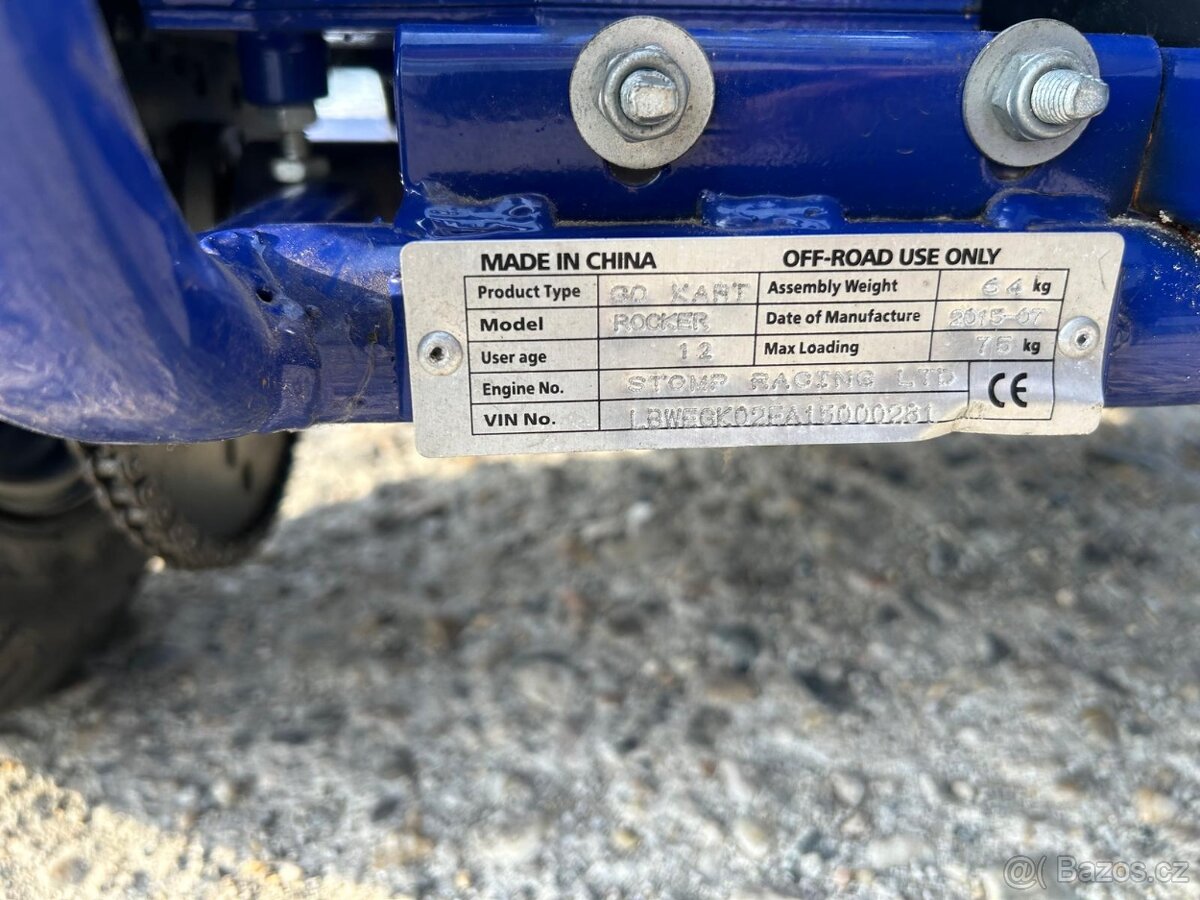 MADE IN CHINA OFF-ROAD USE ONLY
Product Type GO KART Assembly Weight 64 kg
Model ROCKER Date of Manufacture 2015-07
User age 12 Max Loading 75 kg
Engine No. STOMP RACING LTD CE
VIN No. LBWEGK02EA15000281
@( Bazos.cz